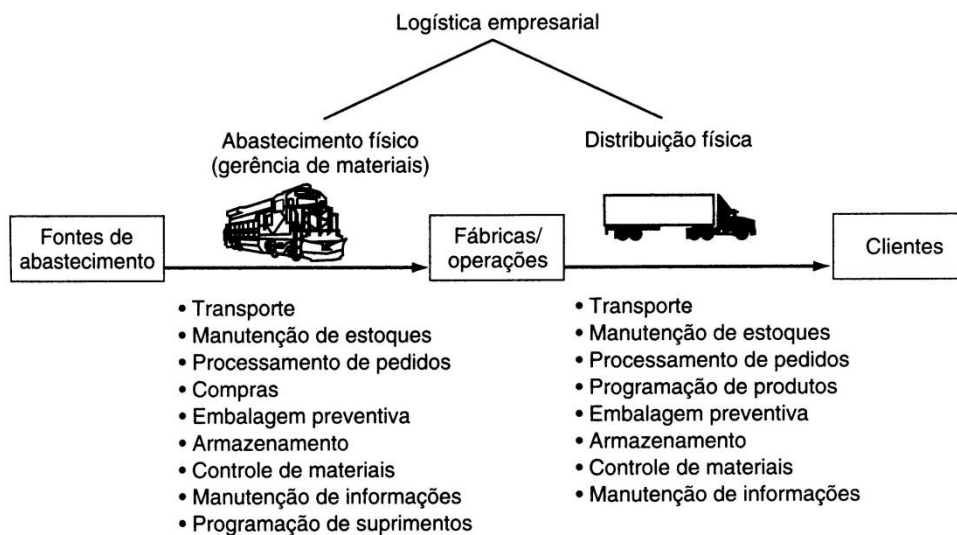 Logística empresarial
Abastecimento físico
(gerência de materiais)
Distribuição física
Fontes de
abastecimento
Fábricas/
operações
Clientes
• Transporte
• Manutenção de estoques
• Processamento de pedidos
• Compras
• Embalagem preventiva
• Armazenamento
• Controle de materiais
• Manutenção de informações
• Programação de suprimentos
• Transporte
• Manutenção de estoques
• Processamento de pedidos
• Programação de produtos
• Embalagem preventiva
• Armazenamento
• Controle de materiais
• Manutenção de informações